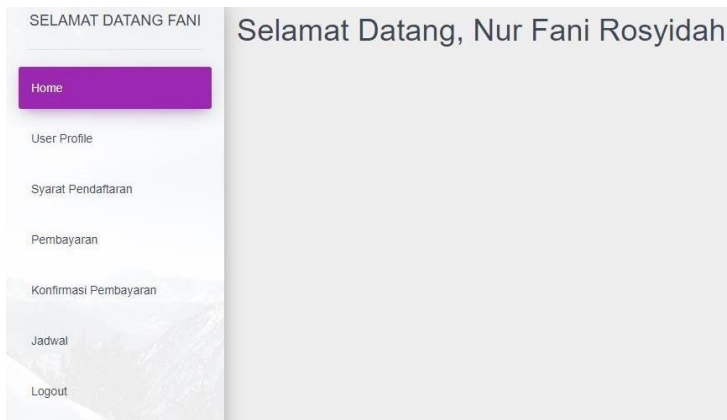 SELAMAT DATANG FANI
Selamat Datang, Nur Fani Rosyidah
Home
User Profile
Syarat Pendaftaran
Pembayaran
Konfirmasi Pembayaran
Jadwal
Logout